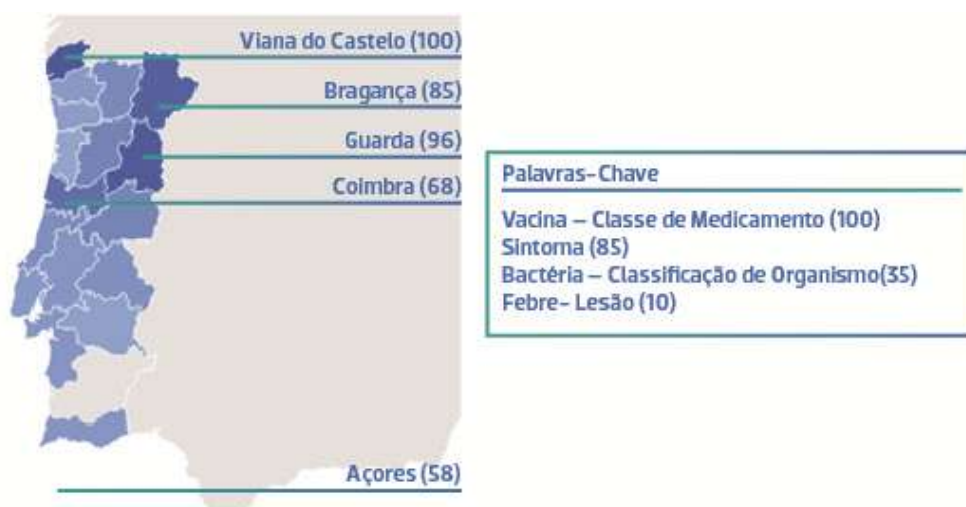 Viana do Castelo (100)
Bragança (85)
Guarda (96)
Coimbra (68)
Açores (58)
Palavras-Chave
Vacina – Classe de Medicamento (100)
Sintoma (85)
Bactéria – Classificação de Organismo(35)
Febre- Lesão (10)